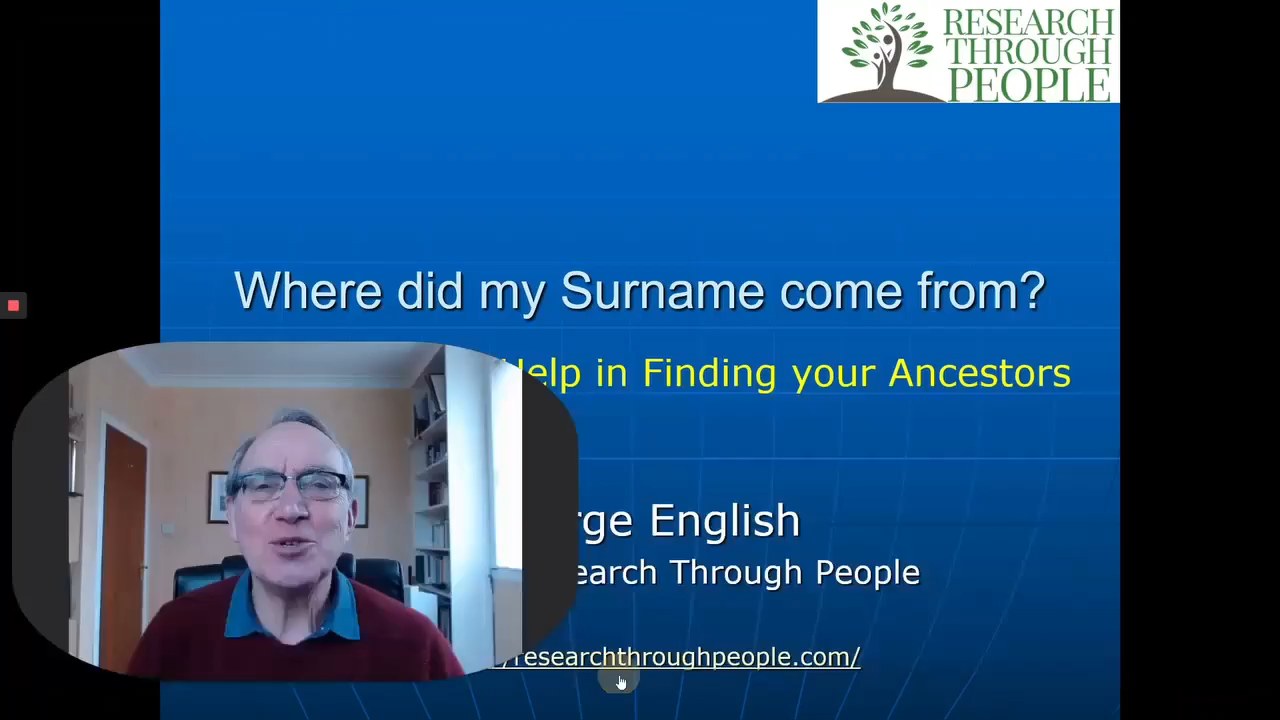 RESEARCH
THROUGH
PEOPLE
Where did my Surname come from?
Help in Finding your Ancestors
rge English
earch Through People
/researchthroughpeople.com/